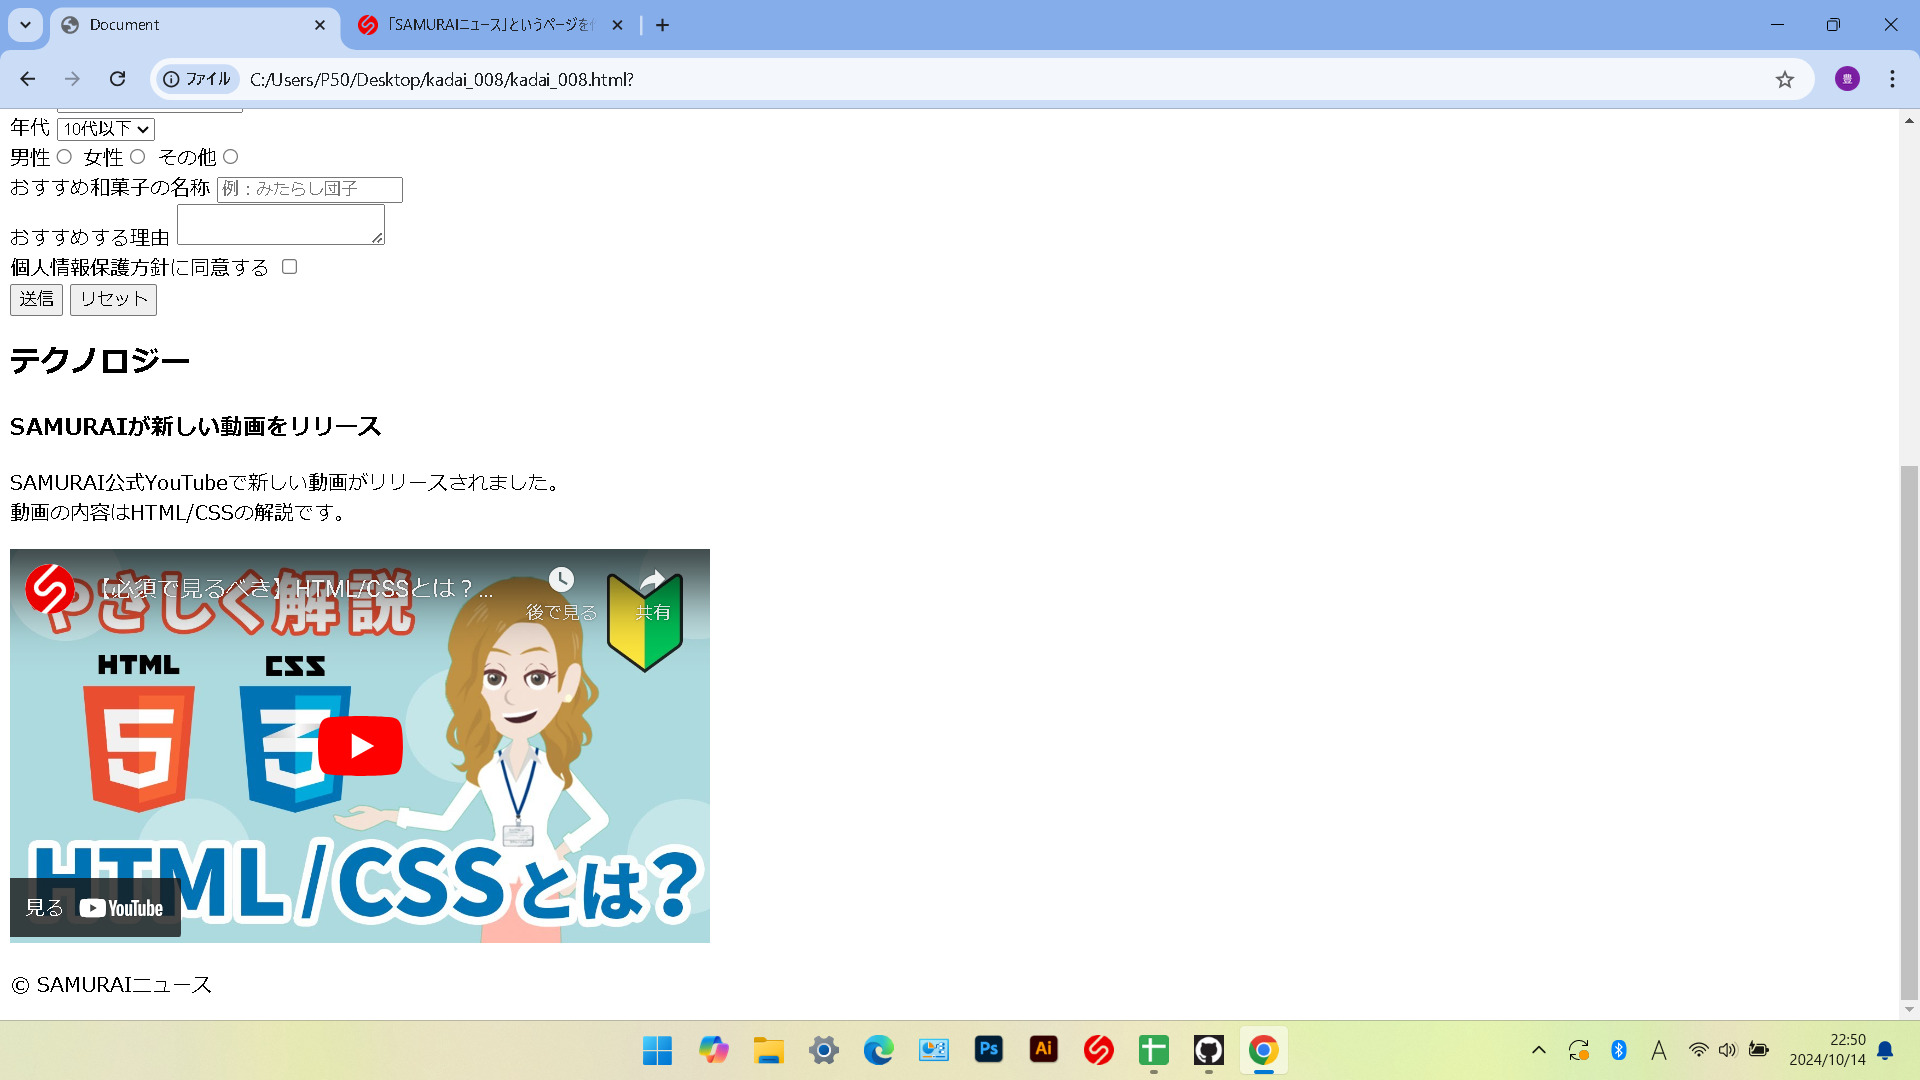 Document
「SAMURAIニュース」というページを
ファイル
C:/Users/P50/Desktop/kadai_008/kadai_008.html?
豊
年代 10代以下
男性 女性 その他
おすすめ和菓子の名称 例：みたらし団子
おすすめする理由
個人情報保護方針に同意する
送信 リセット
テクノロジー
SAMURAIが新しい動画をリリース
SAMURAI公式YouTubeで新しい動画がリリースされました。
動画の内容はHTML/CSSの解説です。
【必須で見るべき】HTML/CSSとは？...
後で見る 共有
やさしく解説
HTML CSS
5 3
HTML/CSSとは?
見る YouTube
© SAMURAIニュース
Ps Ai
A
22:50
2024/10/14